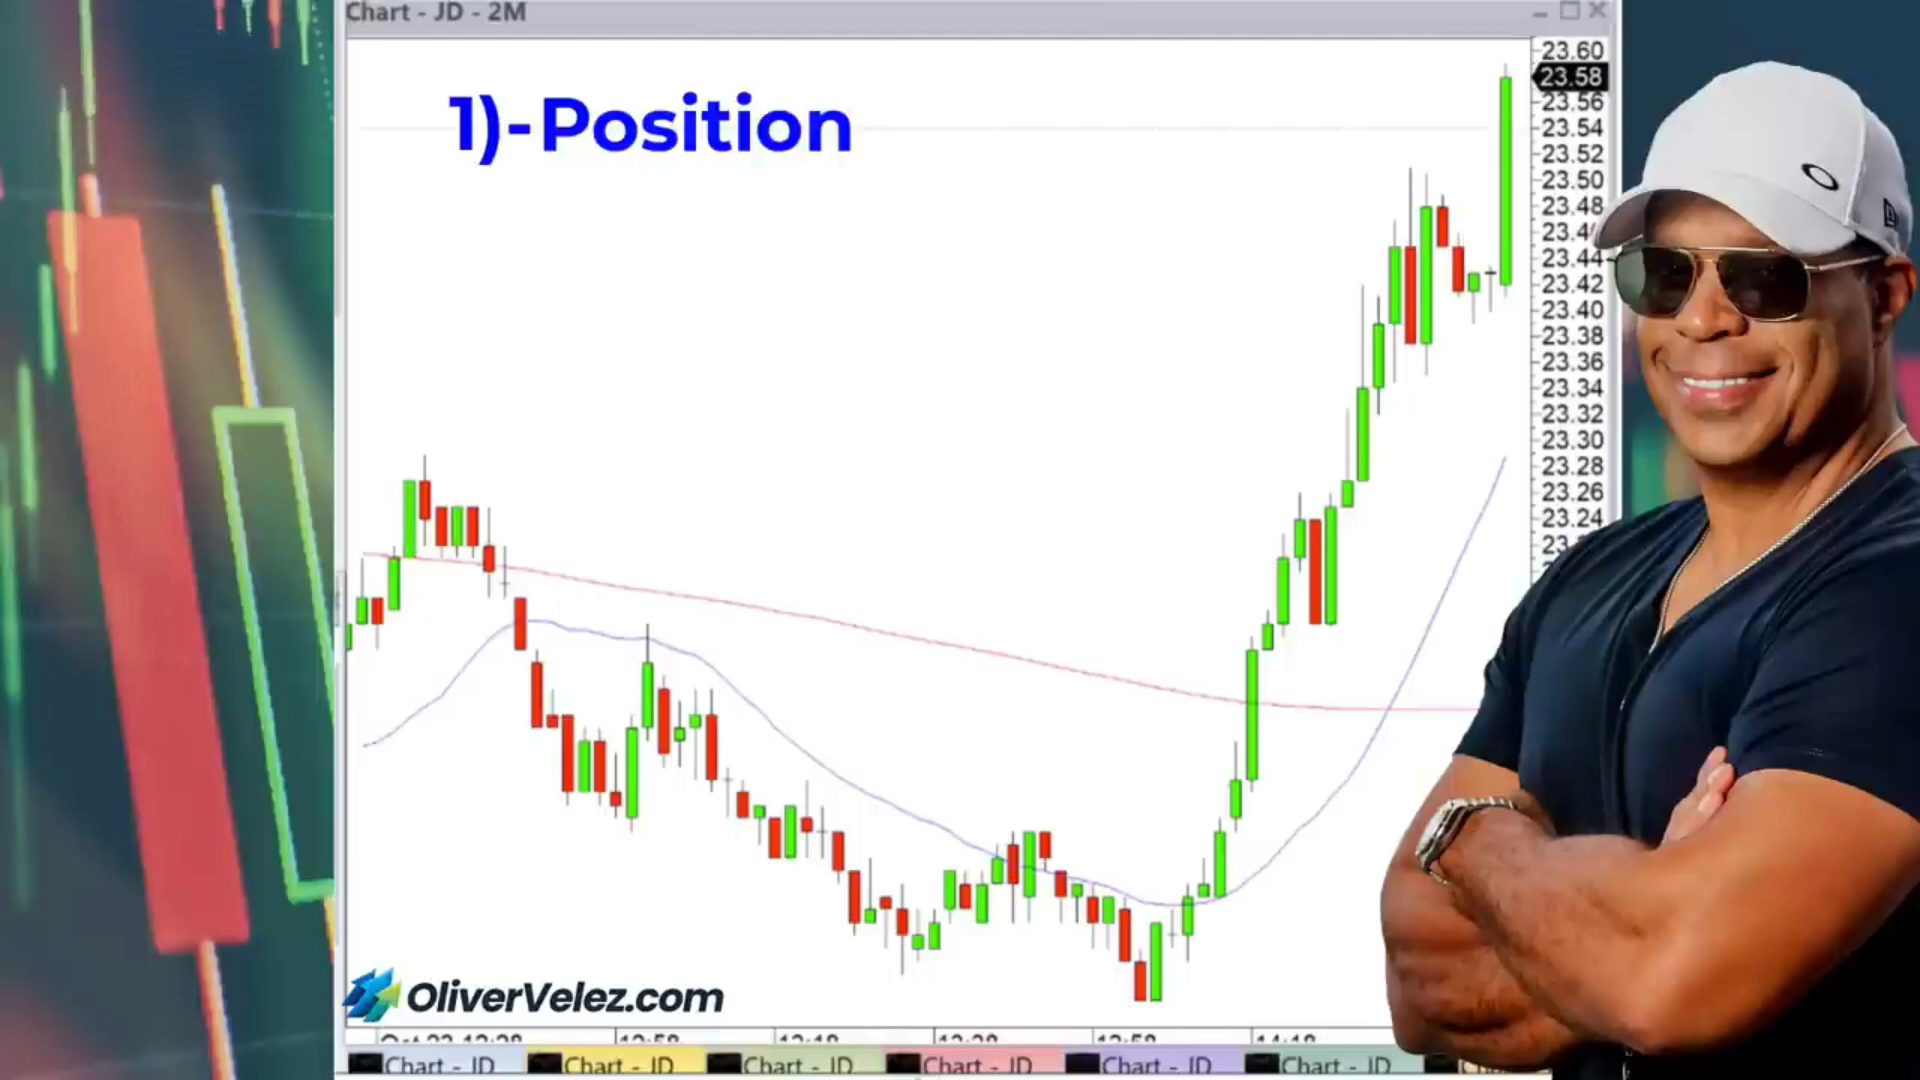 Chart - JD - 2M
1)-Position
23.60
23.58
23.56
23.54
23.52
23.50
23.48
23.46
23.44
23.42
23.40
23.38
23.36
23.34
23.32
23.30
23.28
23.26
23.24
OliverVelez.com
Chart - JD
Chart - JD
Chart - JD
Chart - JD
Chart - JD
Chart - JD